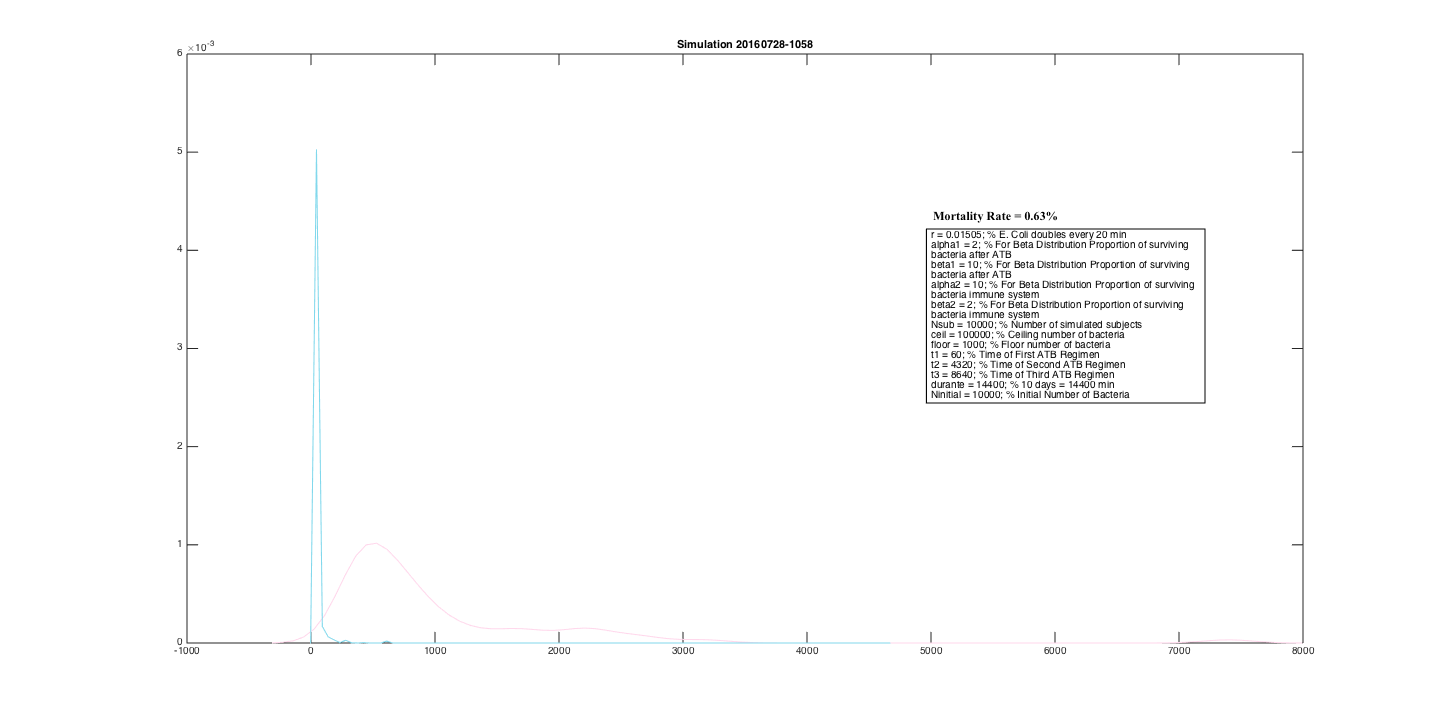 Simulation 20160728-1058
6 ×10⁻³
5
4
Mortality Rate = 0.63%
r = 0.01505; % E. Coli doubles every 20 min
alpha1 = 2; % For Beta Distribution Proportion of surviving
bacteria after ATB
beta1 = 10; % For Beta Distribution Proportion of surviving
bacteria after ATB
alpha2 = 10; % For Beta Distribution Proportion of surviving
bacteria immune system
beta2 = 2; % For Beta Distribution Proportion of surviving
bacteria immune system
Nsub = 10000; % Number of simulated subjects
ceil = 100000; % Ceiling number of bacteria
floor = 1000; % Floor number of bacteria
t1 = 60; % Time of First ATB Regimen
t2 = 4320; % Time of Second ATB Regimen
t3 = 8640; % Time of Third ATB Regimen
durante = 14400; % 10 days = 14400 min
Ninitial = 10000; % Initial Number of Bacteria
3
2
1
0
-1000 0 1000 2000 3000 4000 5000 6000 7000 8000